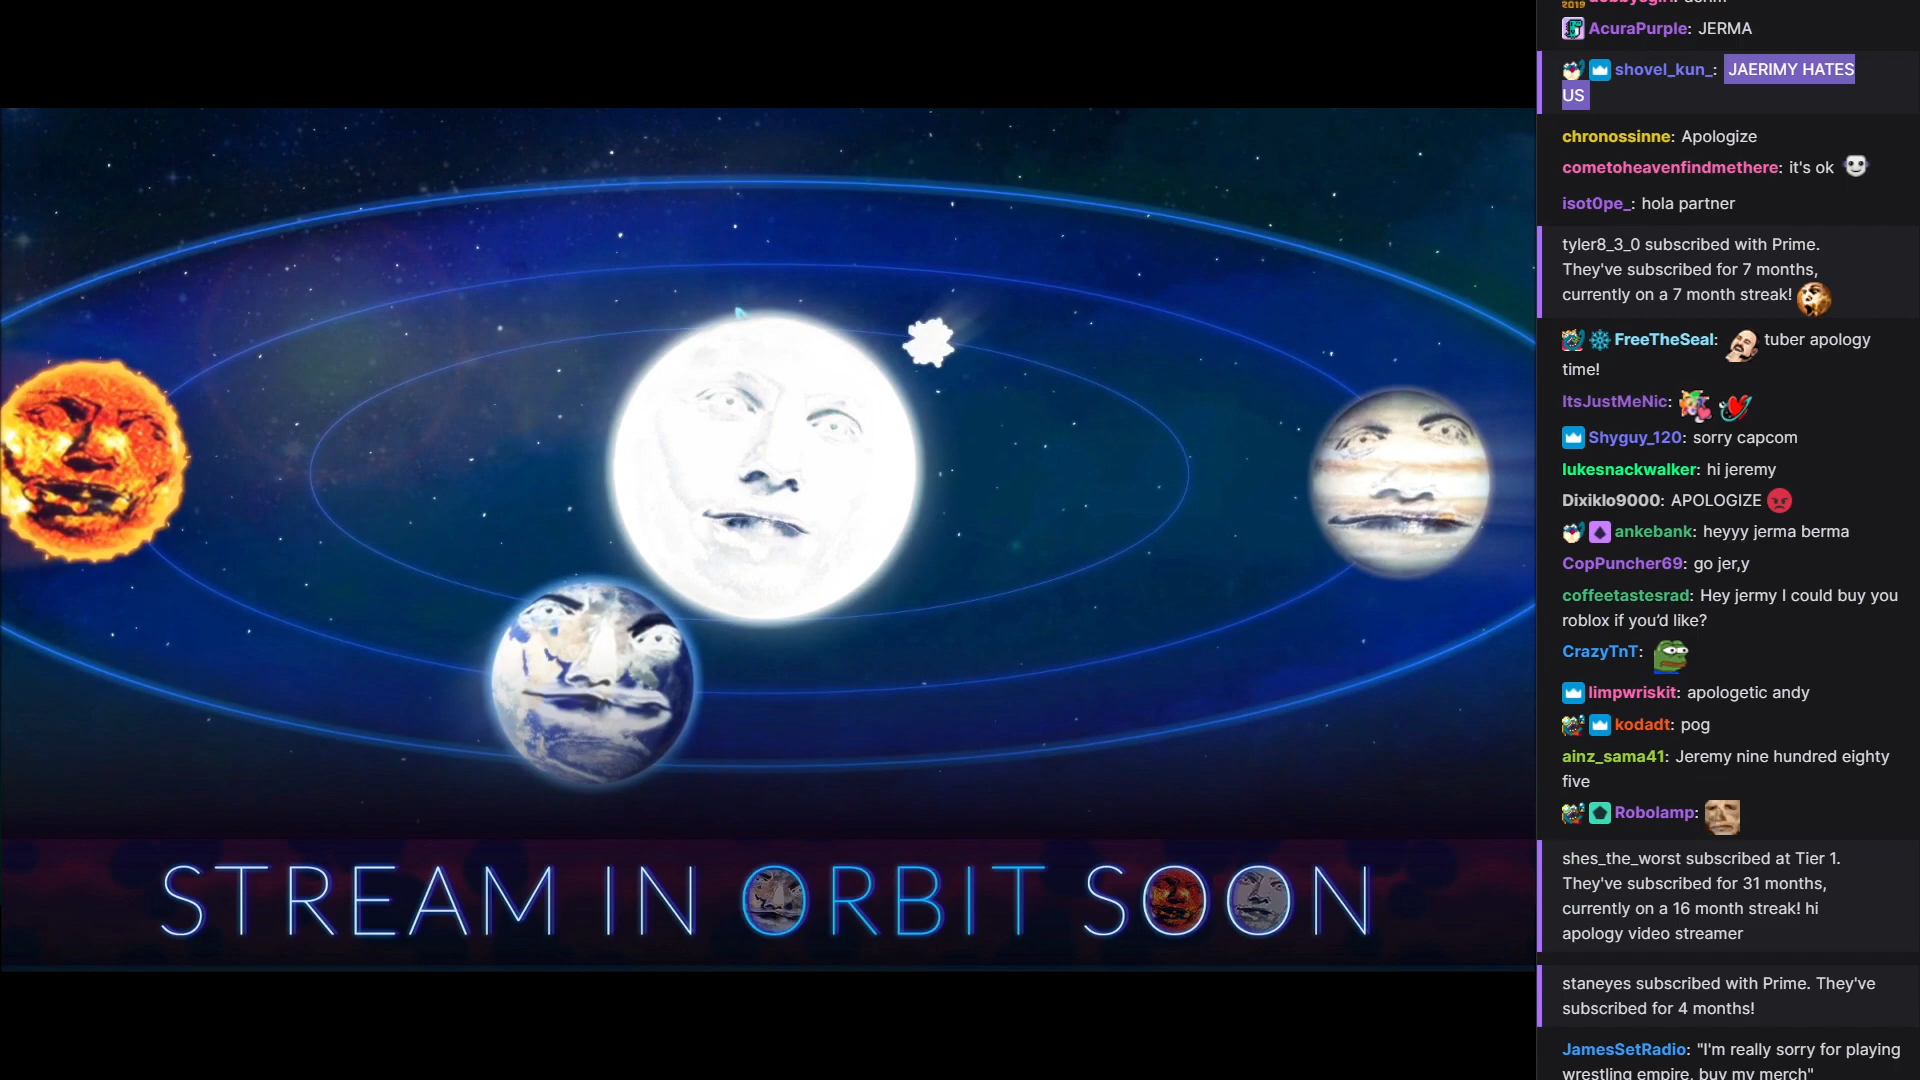 2019
AcuraPurple: JERMA
shovel_kun_: JAERIMY HATES
US
chronossinne: Apologize
cometoheavenfindmethere: it's ok
isot0pe_: hola partner
tyler8_3_0 subscribed with Prime.
They've subscribed for 7 months,
currently on a 7 month streak!
FreeTheSeal: tuber apology
time!
ItsJustMeNic:
Shyguy_120: sorry capcom
lukesnackwalker: hi jeremy
Dixiklo9000: APOLOGIZE
ankebank: heyyy jerma berma
CopPuncher69: go jer,y
coffeetastesrad: Hey jermy I could buy you
roblox if you’d like?
CrazyTnT:
limpwriskit: apologetic andy
kodadt: pog
ainz_sama41: Jeremy nine hundred eighty
five
Robolamp:
shes_the_worst subscribed at Tier 1.
They've subscribed for 31 months,
currently on a 16 month streak! hi
apology video streamer
staneyes subscribed with Prime. They've
subscribed for 4 months!
JamesSetRadio: "I'm really sorry for playing
wrestling empire, buy my merch"
STREAM IN ORBIT SOON